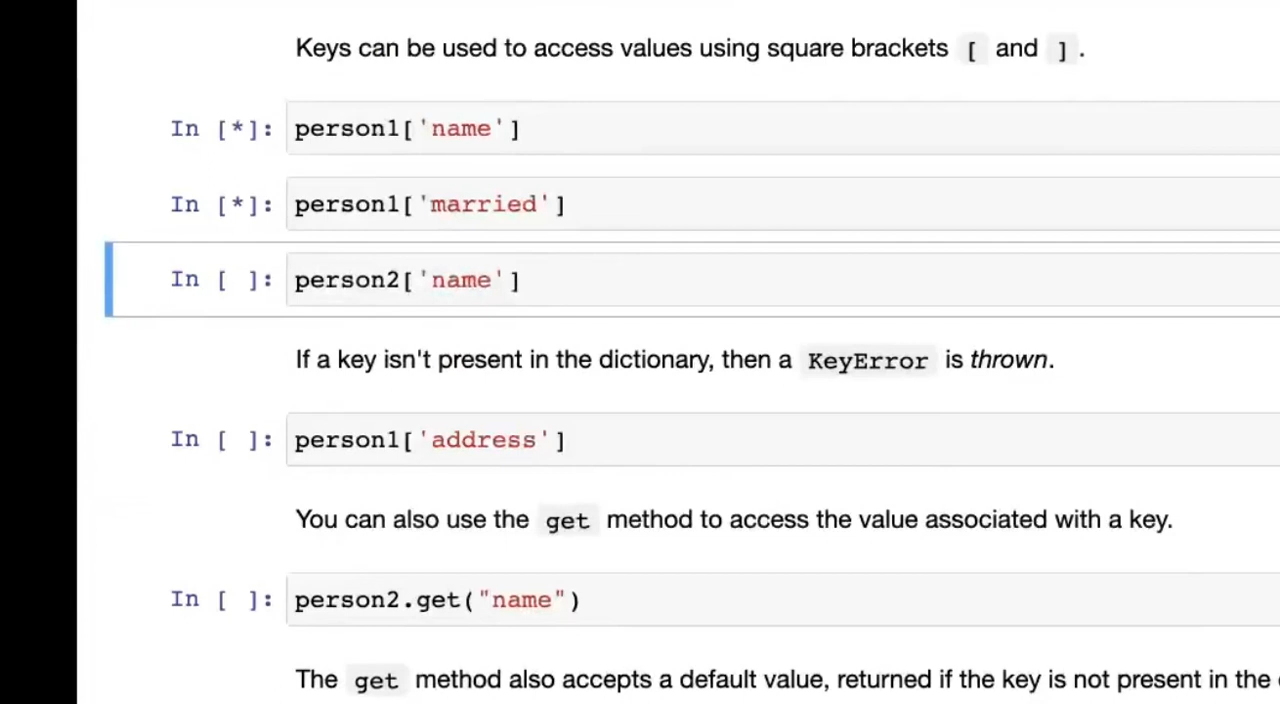 Keys can be used to access values using square brackets [ and ].
In [*]: person1['name']
In [*]: person1['married']
In [ ]: person2['name']
If a key isn't present in the dictionary, then a KeyError is thrown.
In [ ]: person1['address']
You can also use the get method to access the value associated with a key.
In [ ]: person2.get("name")
The get method also accepts a default value, returned if the key is not present in the